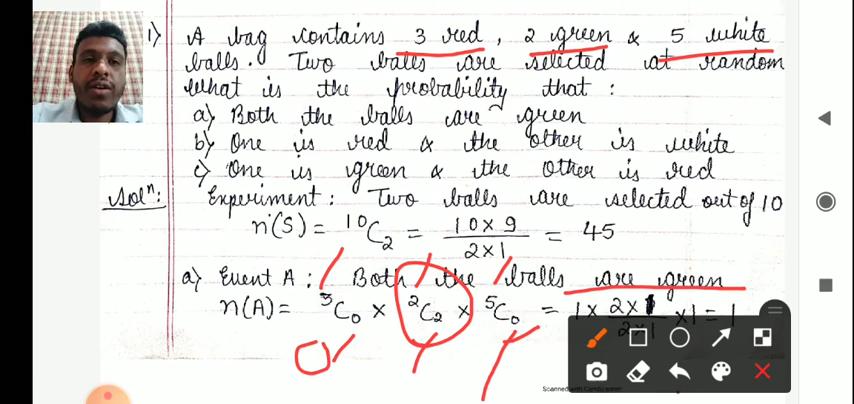 1) A bag contains 3 red, 2 green & 5 white
balls. Two balls are selected at random
What is the probability that :
a) Both the balls are green
b) One is red & the other is white
c) One is green & the other is red
Solⁿ: Experiment : Two balls are selected out of 10
n(S) = ¹⁰C₂ = 10 × 9 / 2 × 1 = 45
a) Event A : Both the balls are green
n(A) = ³C₀ × ²C₂ × ⁵C₀ = 1 × 2 × 1 / 2 × 1 × 1 = 1
Scanned with CamScanner